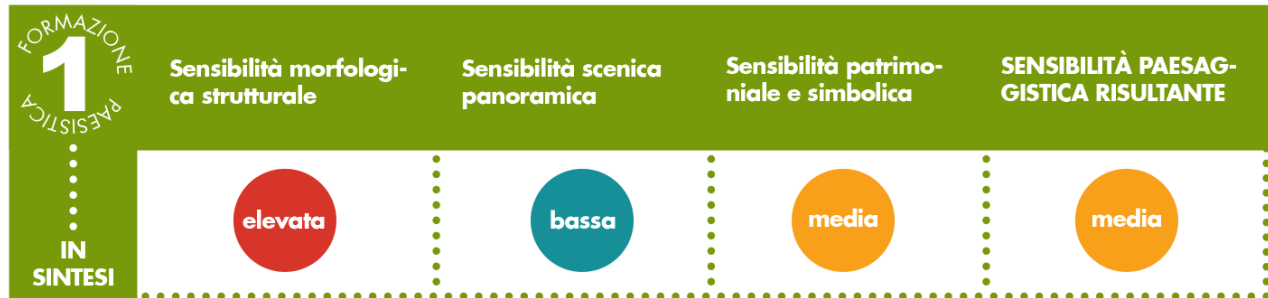 FORMAZIONE
1
PAESISTICA
IN
SINTESI
Sensibilità morfologi-
ca strutturale
Sensibilità scenica
panoramica
Sensibilità patrimo-
niale e simbolica
SENSIBILITÀ PAESAG-
GISTICA RISULTANTE
elevata
bassa
media
media